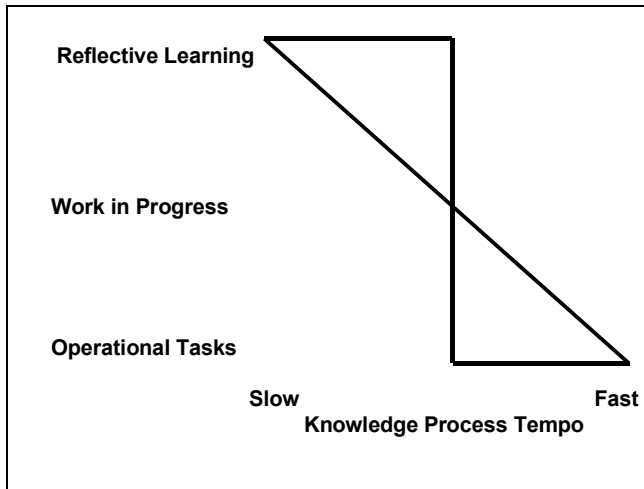 Reflective Learning
Work in Progress
Operational Tasks
Slow Fast
Knowledge Process Tempo